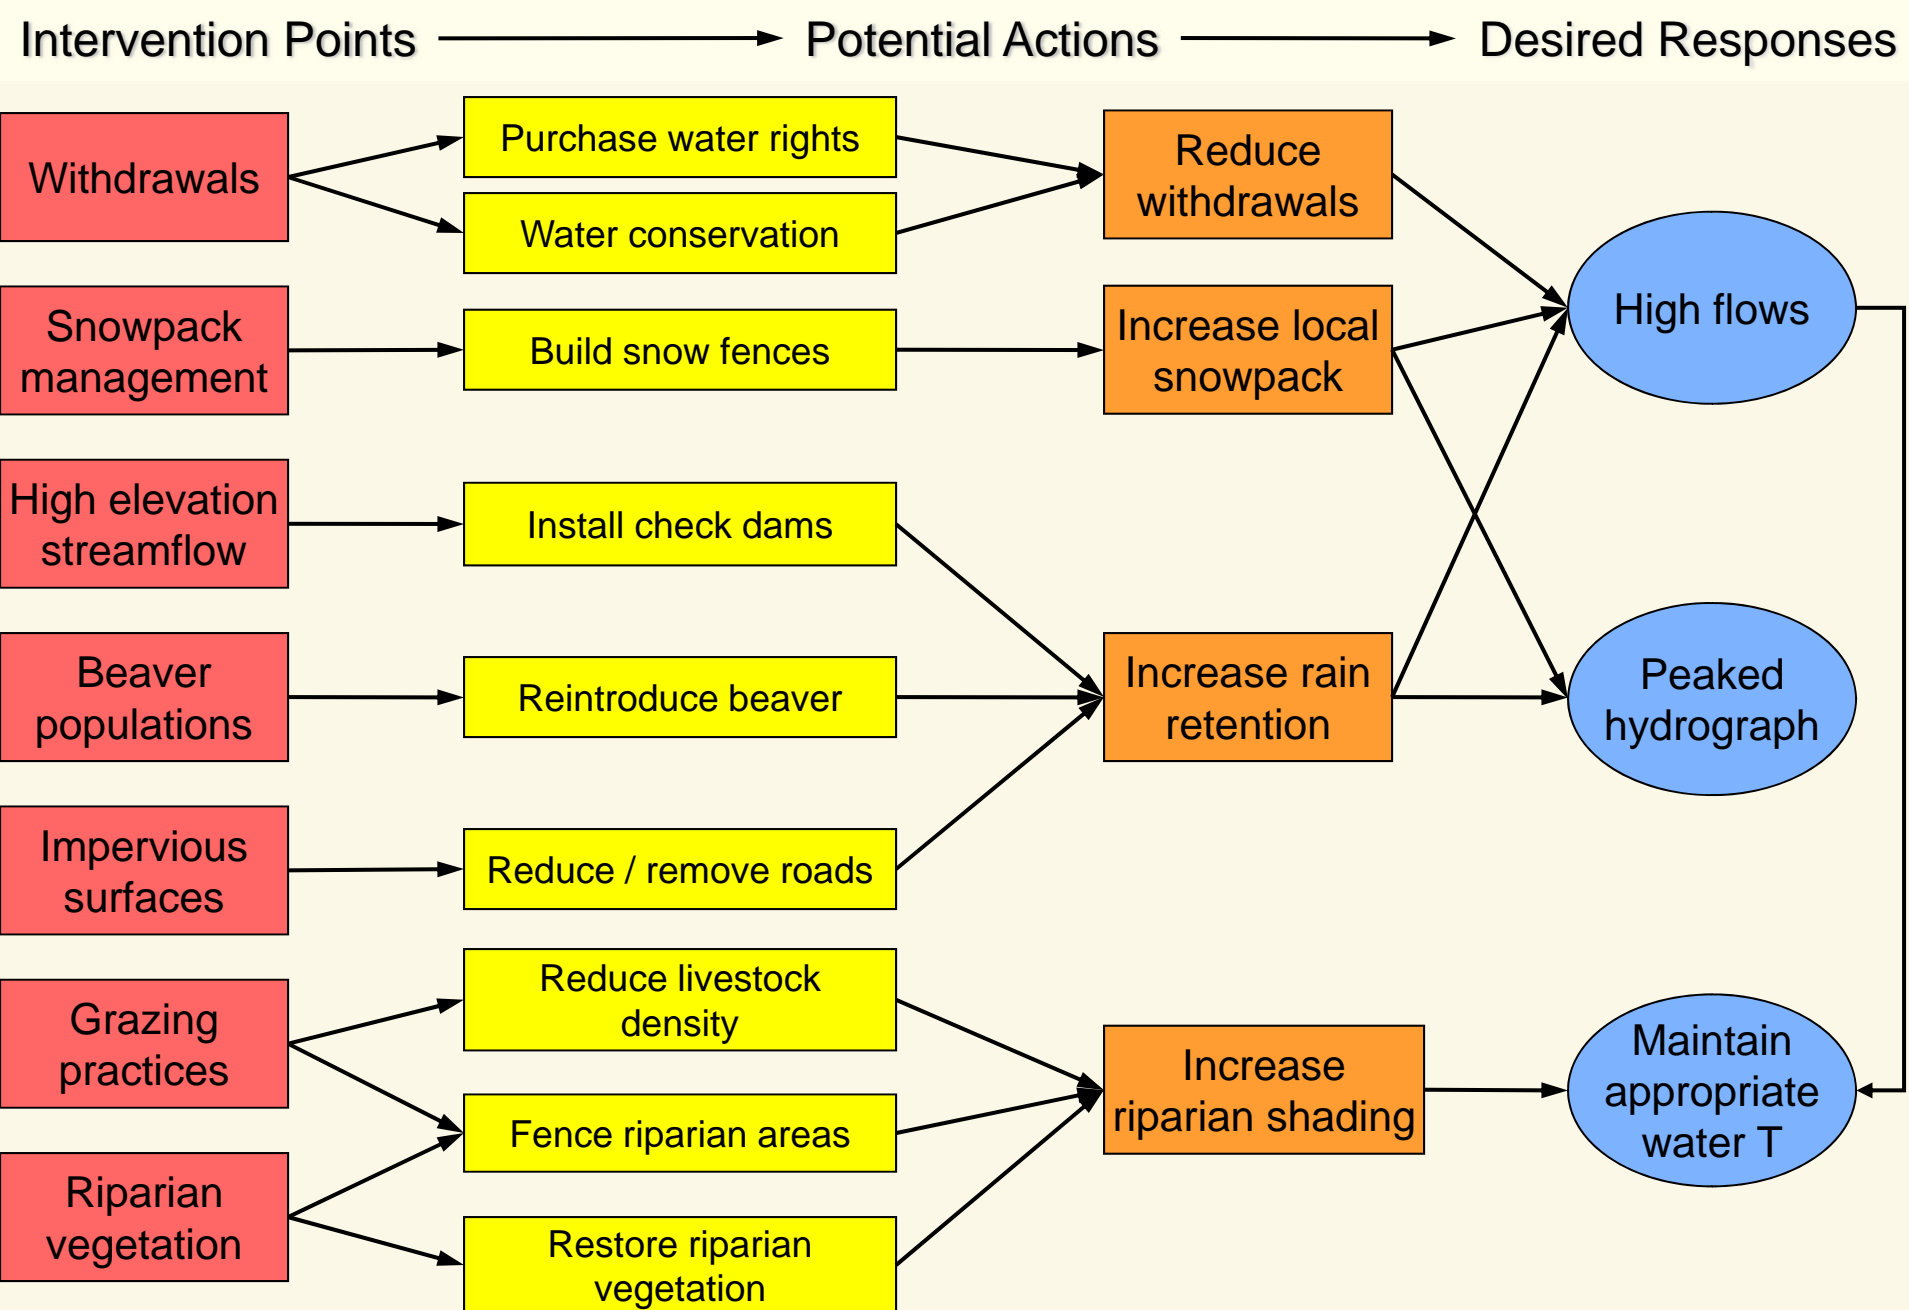 Intervention Points
Potential Actions
Desired Responses
Withdrawals
Purchase water rights
Water conservation
Reduce
withdrawals
High flows
Snowpack
management
Build snow fences
Increase local
snowpack
High elevation
streamflow
Install check dams
Beaver
populations
Reintroduce beaver
Increase rain
retention
Peaked
hydrograph
Impervious
surfaces
Reduce / remove roads
Grazing
practices
Reduce livestock
density
Fence riparian areas
Increase
riparian shading
Maintain
appropriate
water T
Riparian
vegetation
Restore riparian
vegetation